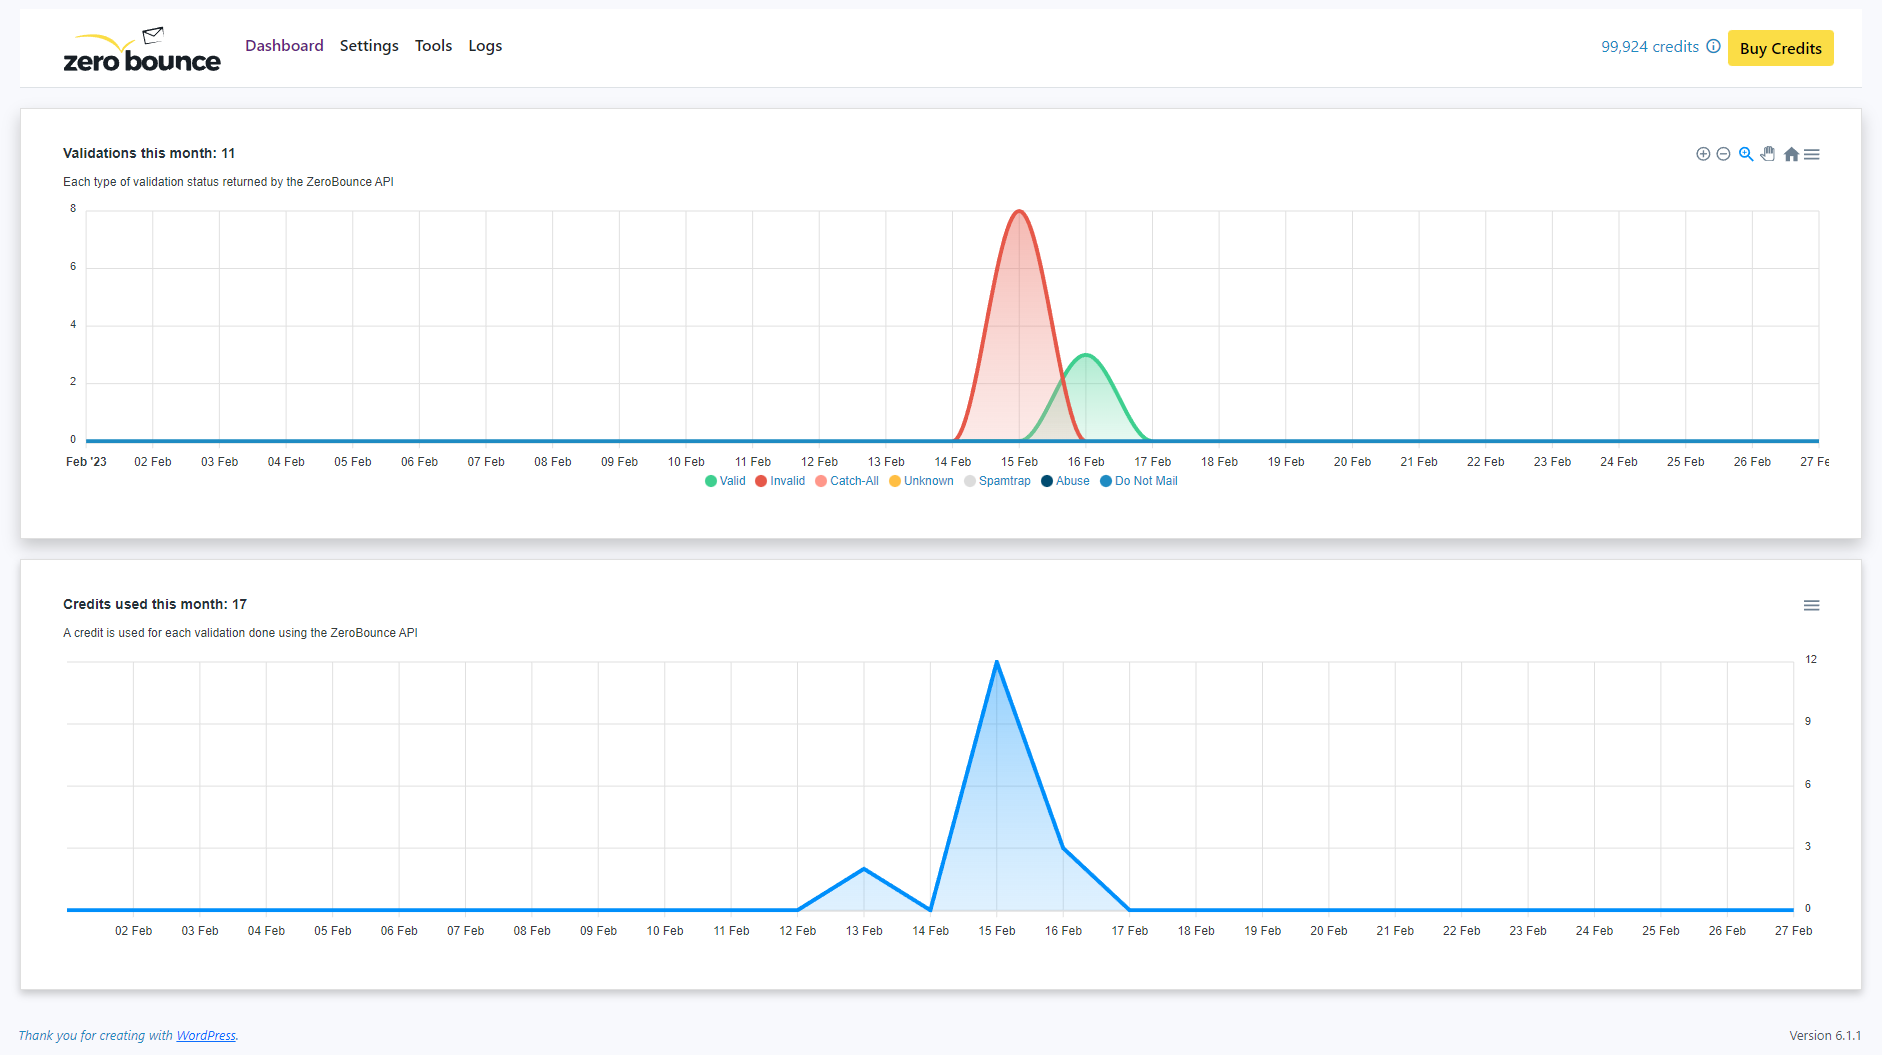 zero bounce
Dashboard Settings Tools Logs
99,924 credits
Buy Credits
Validations this month: 11
Each type of validation status returned by the ZeroBounce API
8
6
4
2
0
Feb '23 02 Feb 03 Feb 04 Feb 05 Feb 06 Feb 07 Feb 08 Feb 09 Feb 10 Feb 11 Feb 12 Feb 13 Feb 14 Feb 15 Feb 16 Feb 17 Feb 18 Feb 19 Feb 20 Feb 21 Feb 22 Feb 23 Feb 24 Feb 25 Feb 26 Feb 27 Fe
Valid Invalid Catch-All Unknown Spamtrap Abuse Do Not Mail
Credits used this month: 17
A credit is used for each validation done using the ZeroBounce API
12
9
6
3
0
02 Feb 03 Feb 04 Feb 05 Feb 06 Feb 07 Feb 08 Feb 09 Feb 10 Feb 11 Feb 12 Feb 13 Feb 14 Feb 15 Feb 16 Feb 17 Feb 18 Feb 19 Feb 20 Feb 21 Feb 22 Feb 23 Feb 24 Feb 25 Feb 26 Feb 27 Feb
Thank you for creating with WordPress.
Version 6.1.1